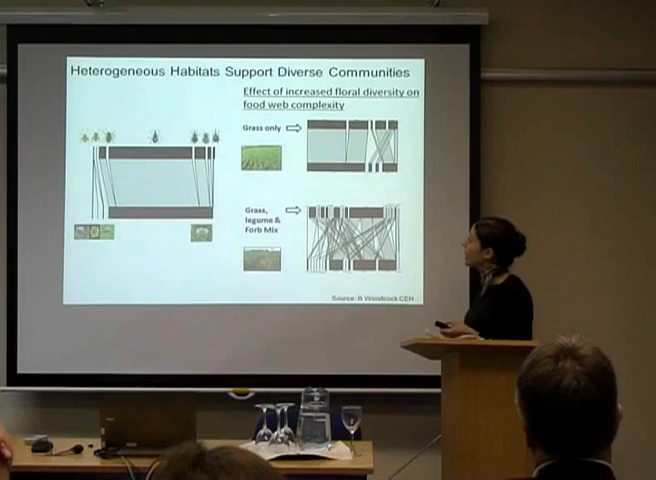 Heterogeneous Habitats Support Diverse Communities
Effect of increased floral diversity on
food web complexity
Grass only
Grass,
legume &
Forb Mix
Source: B Woodcock CEH